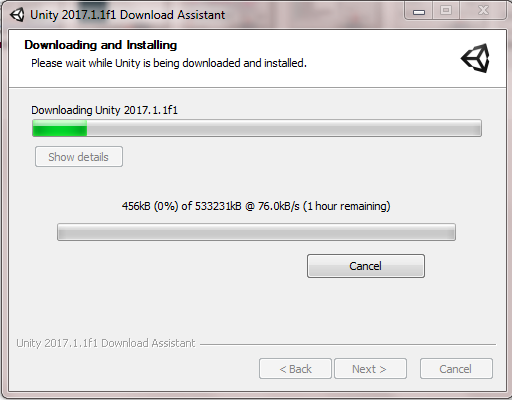 Unity 2017.1.1f1 Download Assistant
Downloading and Installing
Please wait while Unity is being downloaded and installed.
Downloading Unity 2017.1.1f1
Show details
456kB (0%) of 533231kB @ 76.0kB/s (1 hour remaining)
Cancel
Unity 2017.1.1f1 Download Assistant
< Back Next > Cancel